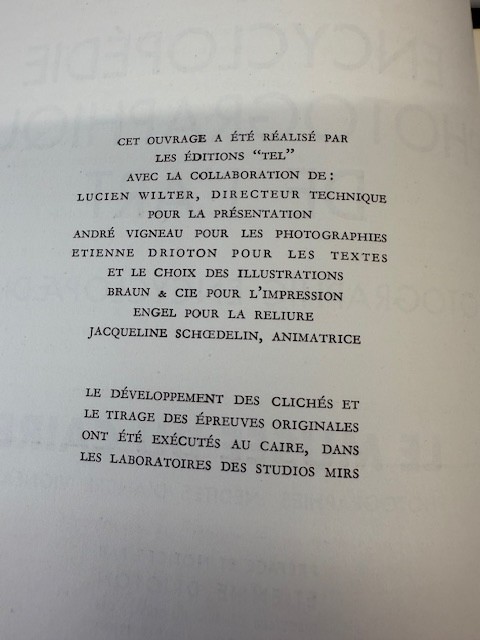 CET OUVRAGE A ÉTÉ RÉALISÉ PAR
LES ÉDITIONS "TEL"
AVEC LA COLLABORATION DE:
LUCIEN WILTER, DIRECTEUR TECHNIQUE
POUR LA PRÉSENTATION
ANDRÉ VIGNEAU POUR LES PHOTOGRAPHIES
ETIENNE DRIOTON POUR LES TEXTES
ET LE CHOIX DES ILLUSTRATIONS
BRAUN & CIE POUR L'IMPRESSION
ENGEL POUR LA RELIURE
JACQUELINE SCHŒDELIN, ANIMATRICE
LE DÉVELOPPEMENT DES CLICHÉS ET
LE TIRAGE DES ÉPREUVES ORIGINALES
ONT ÉTÉ EXÉCUTÉS AU CAIRE, DANS
LES LABORATOIRES DES STUDIOS MIRS